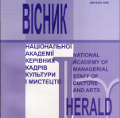 ВІСНИК
НАЦІОНАЛЬНОЇ
АКАДЕМІЇ
КЕРІВНИХ
КАДРІВ
КУЛЬТУРИ
І МИСТЕЦТВ
NATIONAL
ACADEMY OF
MANAGERIAL
STAFF OF
CULTURE
AND ARTS
HERALD